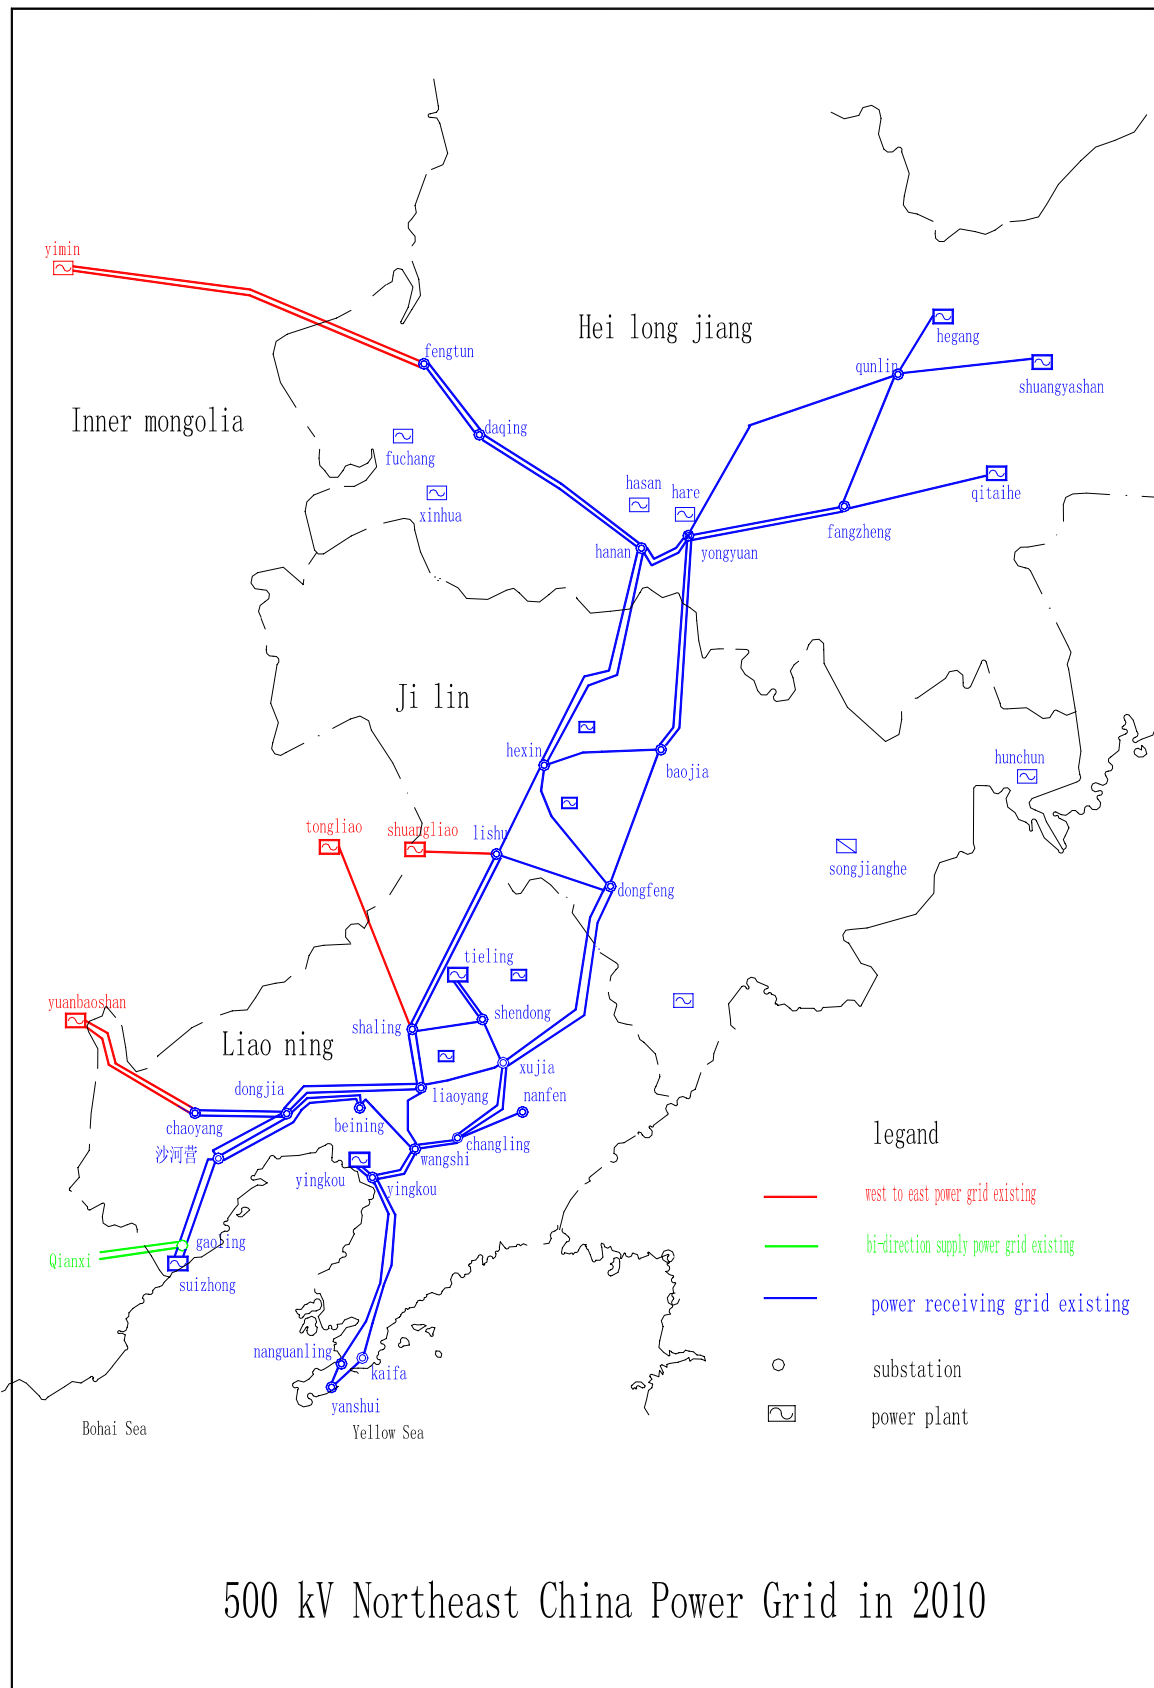 yimin
Hei long jiang
hegang
fengtun
qunlin
shuangyashan
Inner mongolia
daqing
fuchang
hasan
hare
qitaihe
xinhua
hanan
yongyuan
fangzheng
Ji lin
hexin
baojia
hunchun
tongliao
shuangliao
lishu
songjianghe
dongfeng
tieling
yuanbaoshan
shendong
shaling
Liao ning
xujia
dongjia
liaoyang
nanfen
chaoyang
beining
changling
legand
沙河营
wangshi
yingkou
yingkou
west to east power grid existing
gaoling
bi-direction supply power grid existing
Qianxi
suizhong
power receiving grid existing
nanguanling
kaifa
substation
yanshui
power plant
Bohai Sea
Yellow Sea
500 kV Northeast China Power Grid in 2010